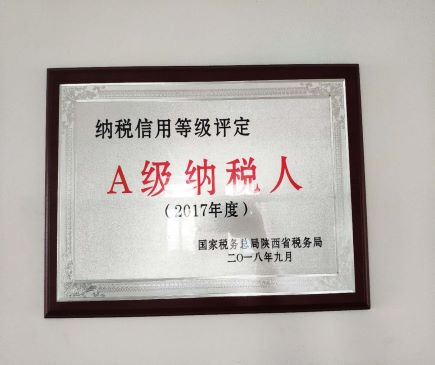 纳税信用等级评定
A级纳税人
（2017年度）
国家税务总局陕西省税务局
二〇一八年九月